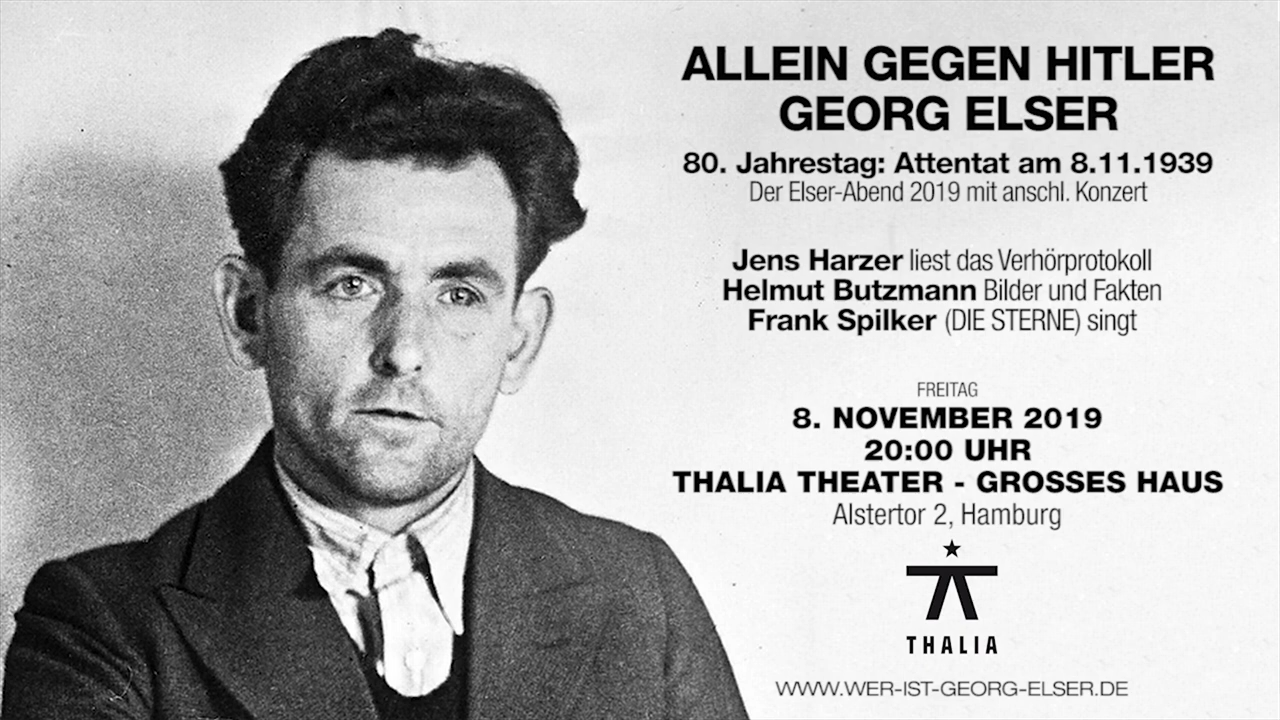 ALLEIN GEGEN HITLER
GEORG ELSER
80. Jahrestag: Attentat am 8.11.1939
Der Elser-Abend 2019 mit anschl. Konzert
Jens Harzer liest das Verhörprotokoll
Helmut Butzmann Bilder und Fakten
Frank Spilker (DIE STERNE) singt
FREITAG
8. NOVEMBER 2019
20:00 UHR
THALIA THEATER - GROSSES HAUS
Alstertor 2, Hamburg
THALIA
WWW.WER-IST-GEORG-ELSER.DE